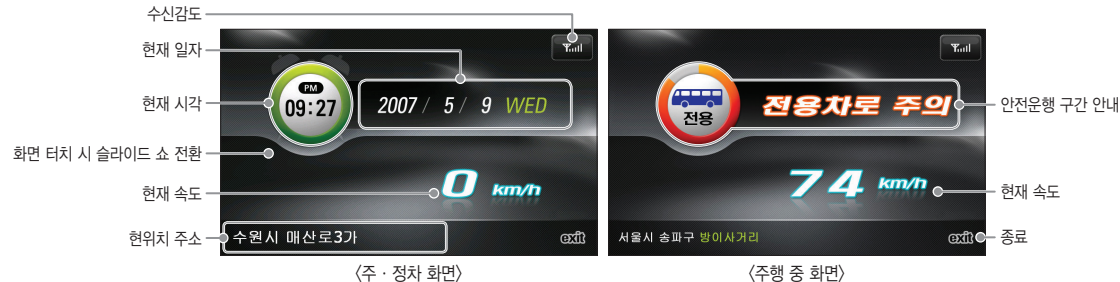 수신감도
현재 일자
현재 시각
화면 터치 시 슬라이드 쇼 전환
현재 속도
현위치 주소
PM
09:27
2007 / 5 / 9 WED
0 km/h
수원시 매산로3가
exit
〈주 · 정차 화면〉
전용
전용차로 주의
74 km/h
서울시 송파구 방이사거리
exit
안전운행 구간 안내
현재 속도
종료
〈주행 중 화면〉